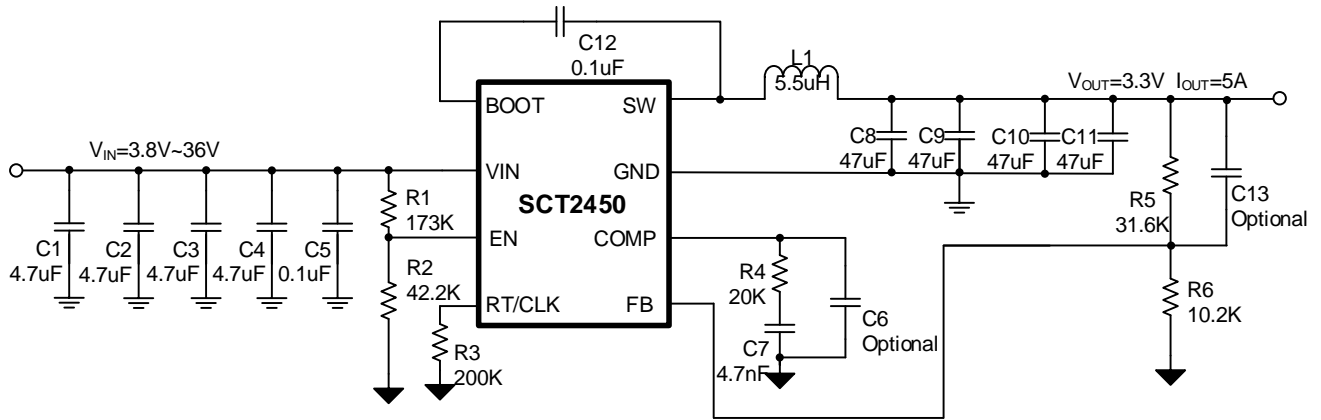 C12
0.1uF
L1
5.5uH
VOUT=3.3V IOUT=5A
BOOT
SW
VIN=3.8V~36V
C8
47uF
C9
47uF
C10
47uF
C11
47uF
VIN
GND
SCT2450
R1
173K
R5
31.6K
C13
Optional
C1
4.7uF
C2
4.7uF
C3
4.7uF
C4
4.7uF
C5
0.1uF
EN
COMP
R2
42.2K
R4
20K
RT/CLK
FB
C6
Optional
R6
10.2K
R3
200K
C7
4.7nF